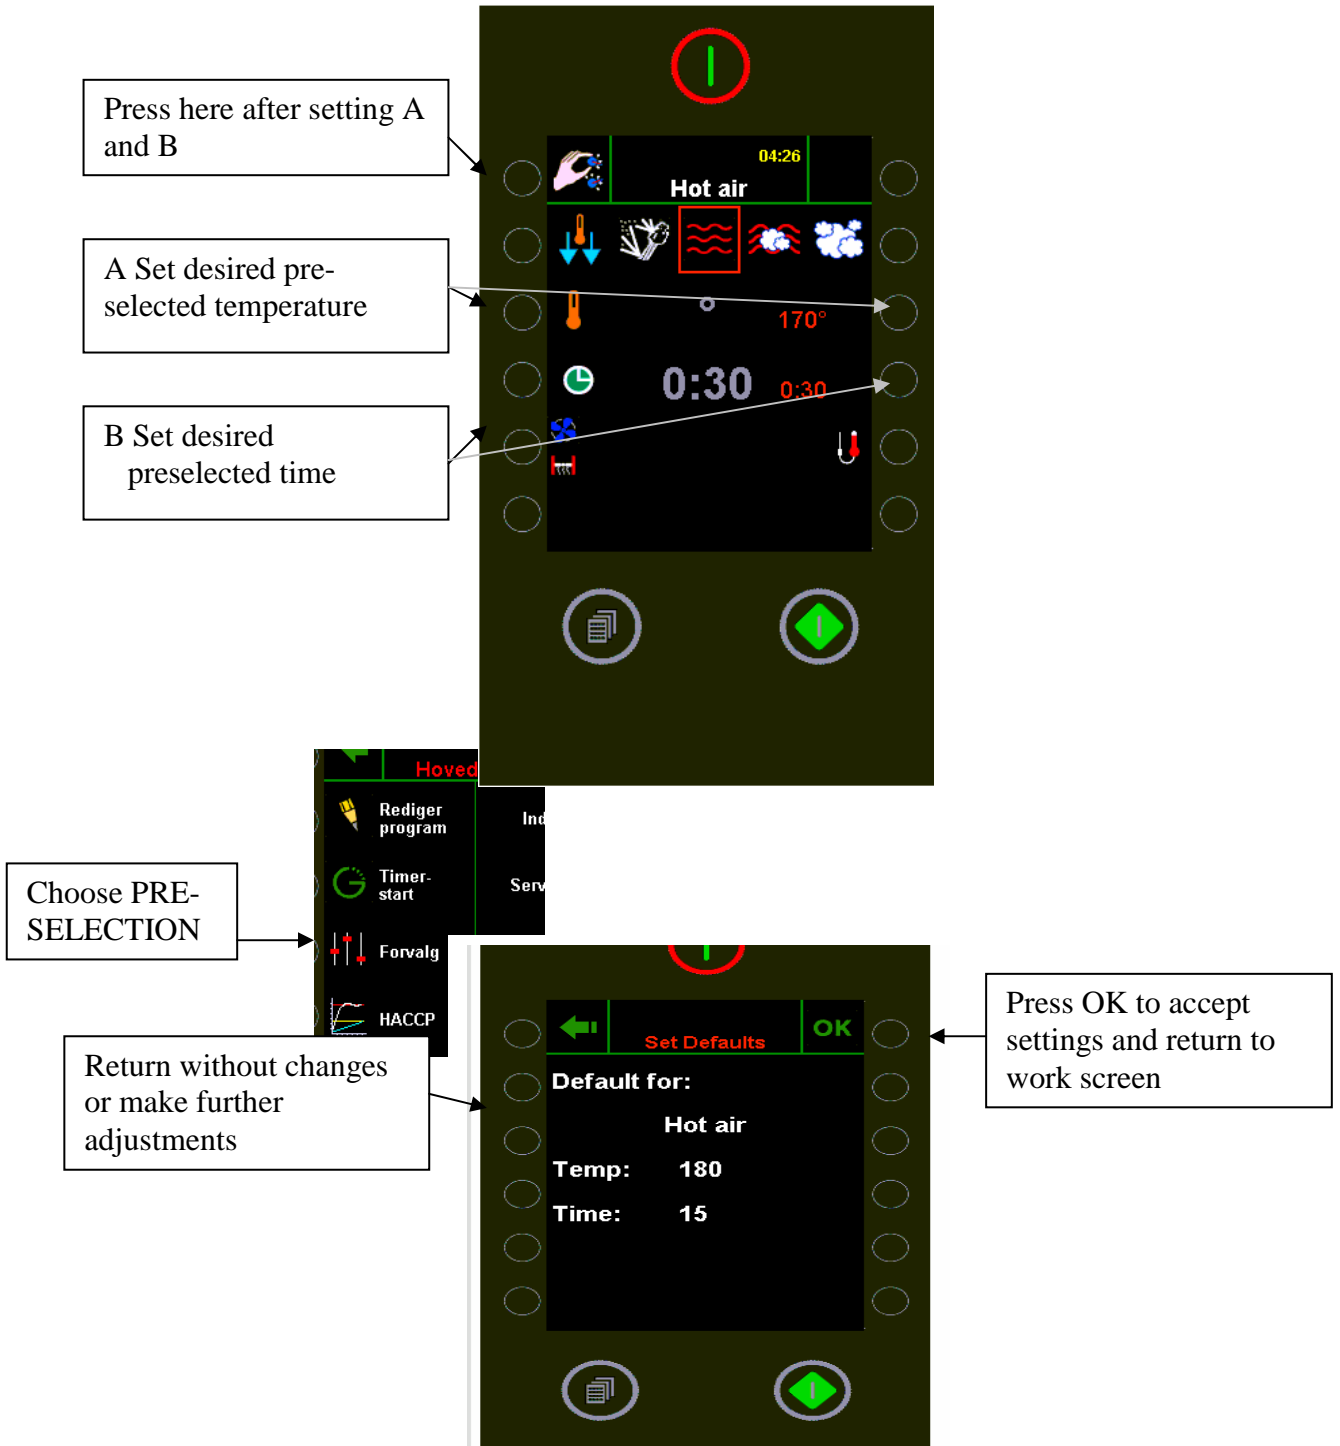 Press here after setting A
and B
04:26
Hot air
A Set desired pre-
selected temperature
170°
0:30 0:30
B Set desired
preselected time
Hoved
Rediger
program
Ind
Timer-
start
Serv
Choose PRE-
SELECTION
Forvalg
HACCP
Return without changes
or make further
adjustments
OK
Set Defaults
Default for:
Hot air
Temp: 180
Time: 15
Press OK to accept
settings and return to
work screen